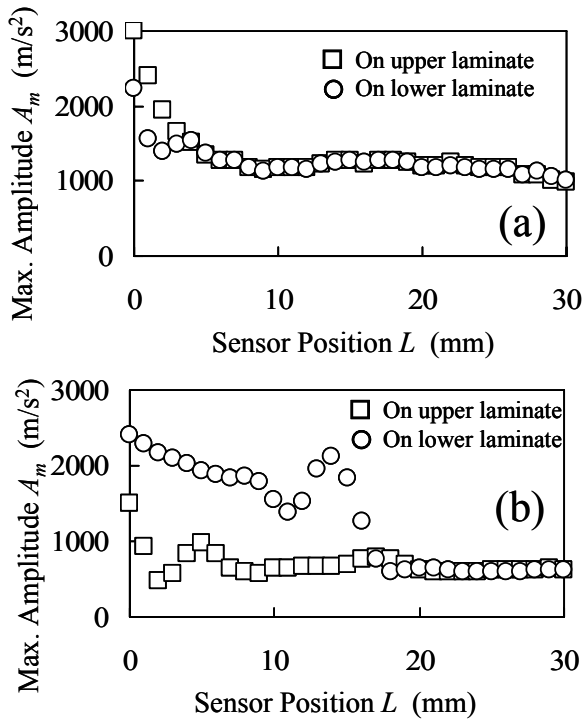 Max. Amplitude Aₘ (m/s²)
3000
2000
1000
0
On upper laminate
On lower laminate
(a)
0 10 20 30
Sensor Position L (mm)
Max. Amplitude Aₘ (m/s²)
3000
2000
1000
0
On upper laminate
On lower laminate
(b)
0 10 20 30
Sensor Position L (mm)